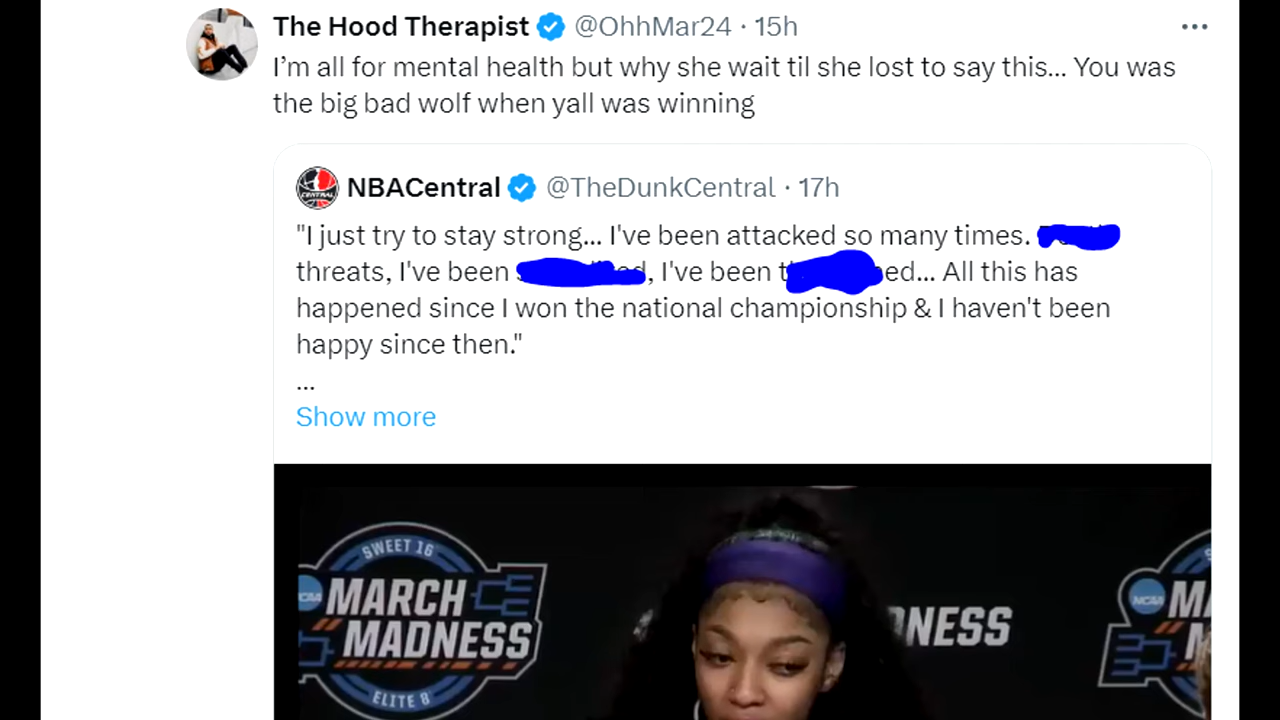 The Hood Therapist @OhhMar24 · 15h
I'm all for mental health but why she wait til she lost to say this... You was
the big bad wolf when yall was winning
CENTRAL
NBACentral @TheDunkCentral · 17h
"I just try to stay strong... I've been attacked so many times.
threats, I've been , I've been ... All this has
happened since I won the national championship & I haven't been
happy since then."
...
Show more
SWEET 16
NCAA
MARCH
MADNESS
ELITE 8
NESS
NCAA